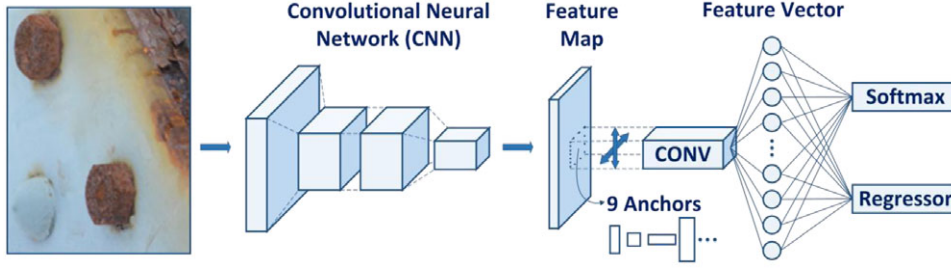 Convolutional Neural
Network (CNN)
Feature
Map
Feature Vector
CONV
9 Anchors
Softmax
Regressor